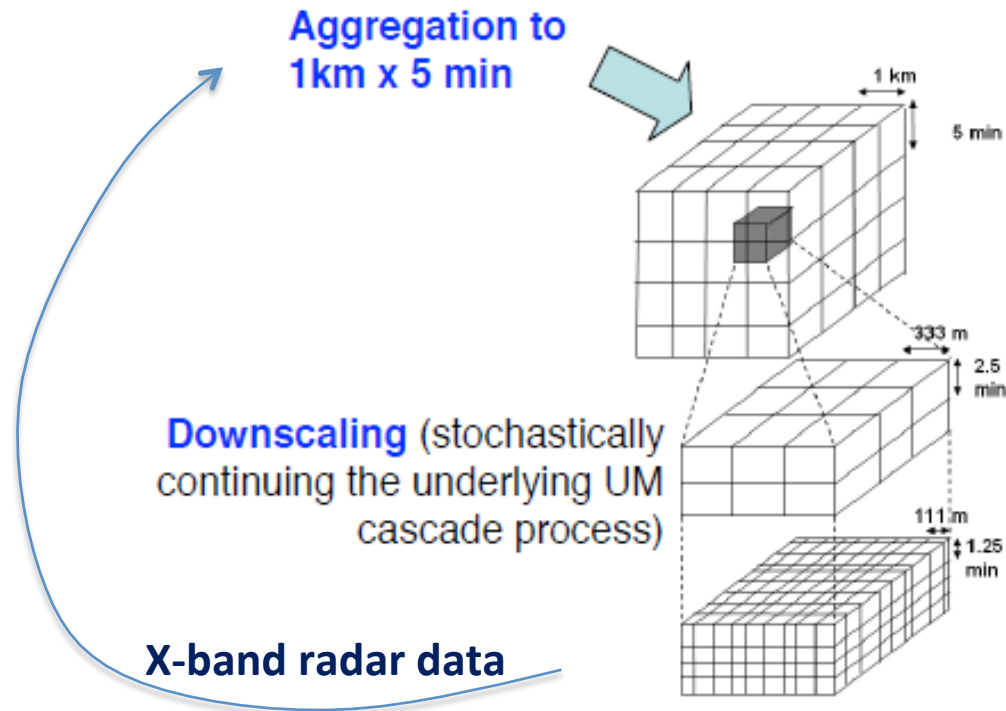 Aggregation to
1km x 5 min
1 km
5 min
333 m
2.5
min
Downscaling (stochastically
continuing the underlying UM
cascade process)
111 m
1.25
min
X-band radar data